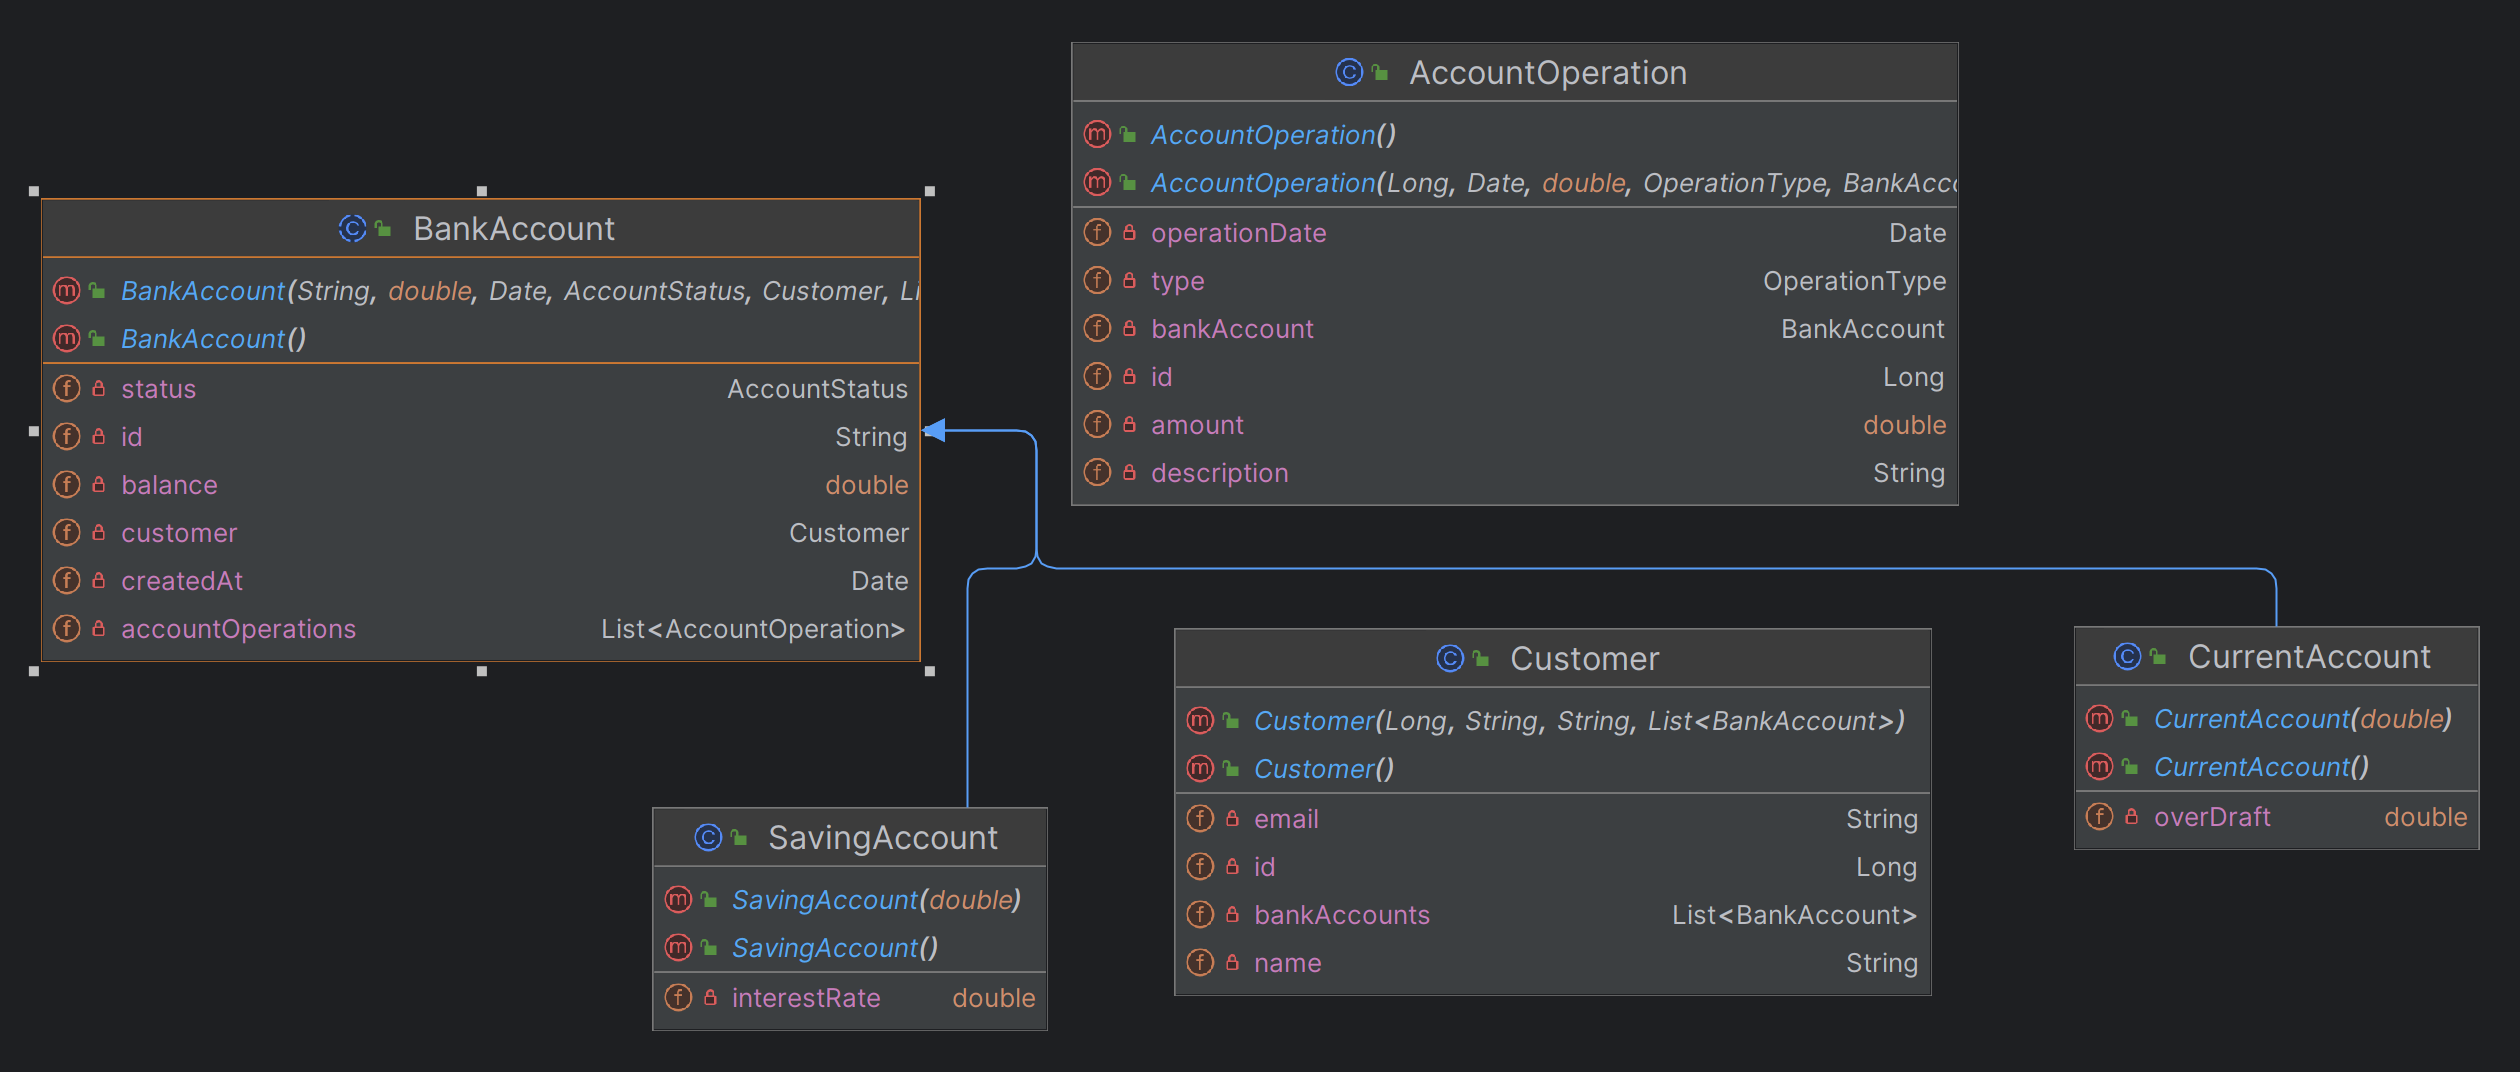 BankAccount
BankAccount(String, double, Date, AccountStatus, Customer, Li
BankAccount()
status AccountStatus
id String
balance double
customer Customer
createdAt Date
accountOperations List<AccountOperation>
AccountOperation
AccountOperation()
AccountOperation(Long, Date, double, OperationType, BankAcc
operationDate Date
type OperationType
bankAccount BankAccount
id Long
amount double
description String
SavingAccount
SavingAccount(double)
SavingAccount()
interestRate double
Customer
Customer(Long, String, String, List<BankAccount>)
Customer()
email String
id Long
bankAccounts List<BankAccount>
name String
CurrentAccount
CurrentAccount(double)
CurrentAccount()
overDraft double